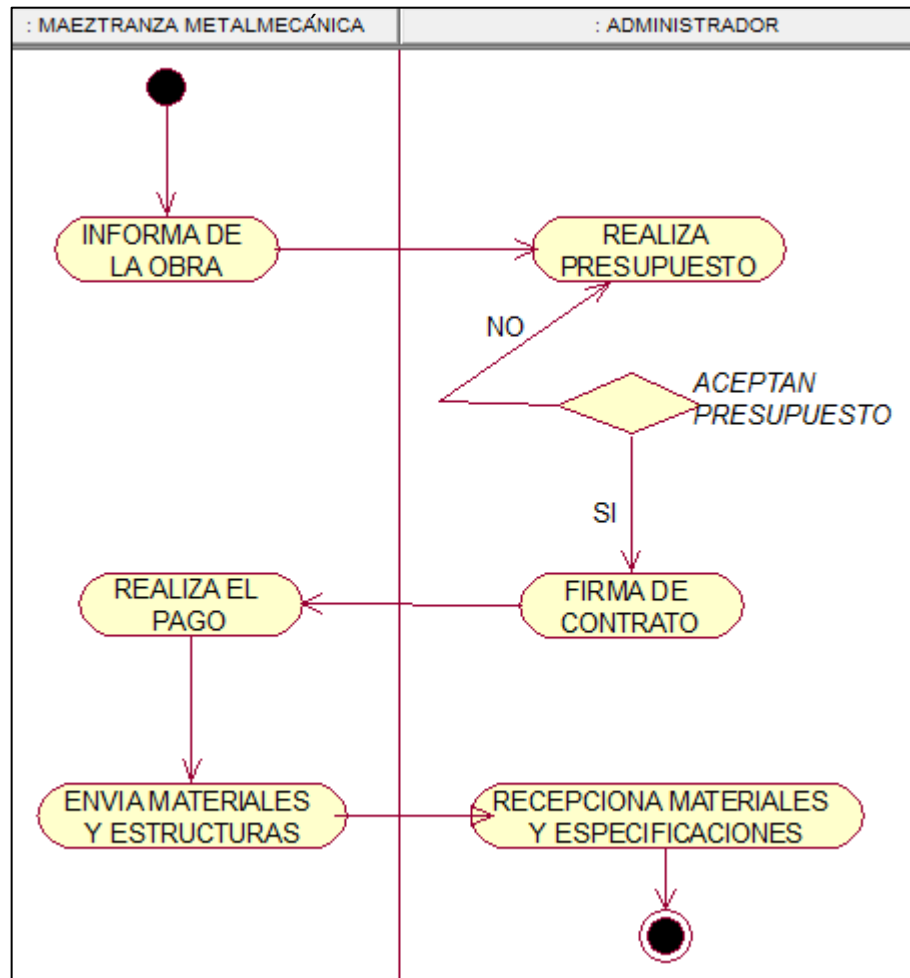 : MAEZTRANZA METALMECÁNICA
: ADMINISTRADOR
INFORMA DE
LA OBRA
REALIZA
PRESUPUESTO
NO
ACEPTAN
PRESUPUESTO
SI
REALIZA EL
PAGO
FIRMA DE
CONTRATO
ENVIA MATERIALES
Y ESTRUCTURAS
RECEPCIONA MATERIALES
Y ESPECIFICACIONES